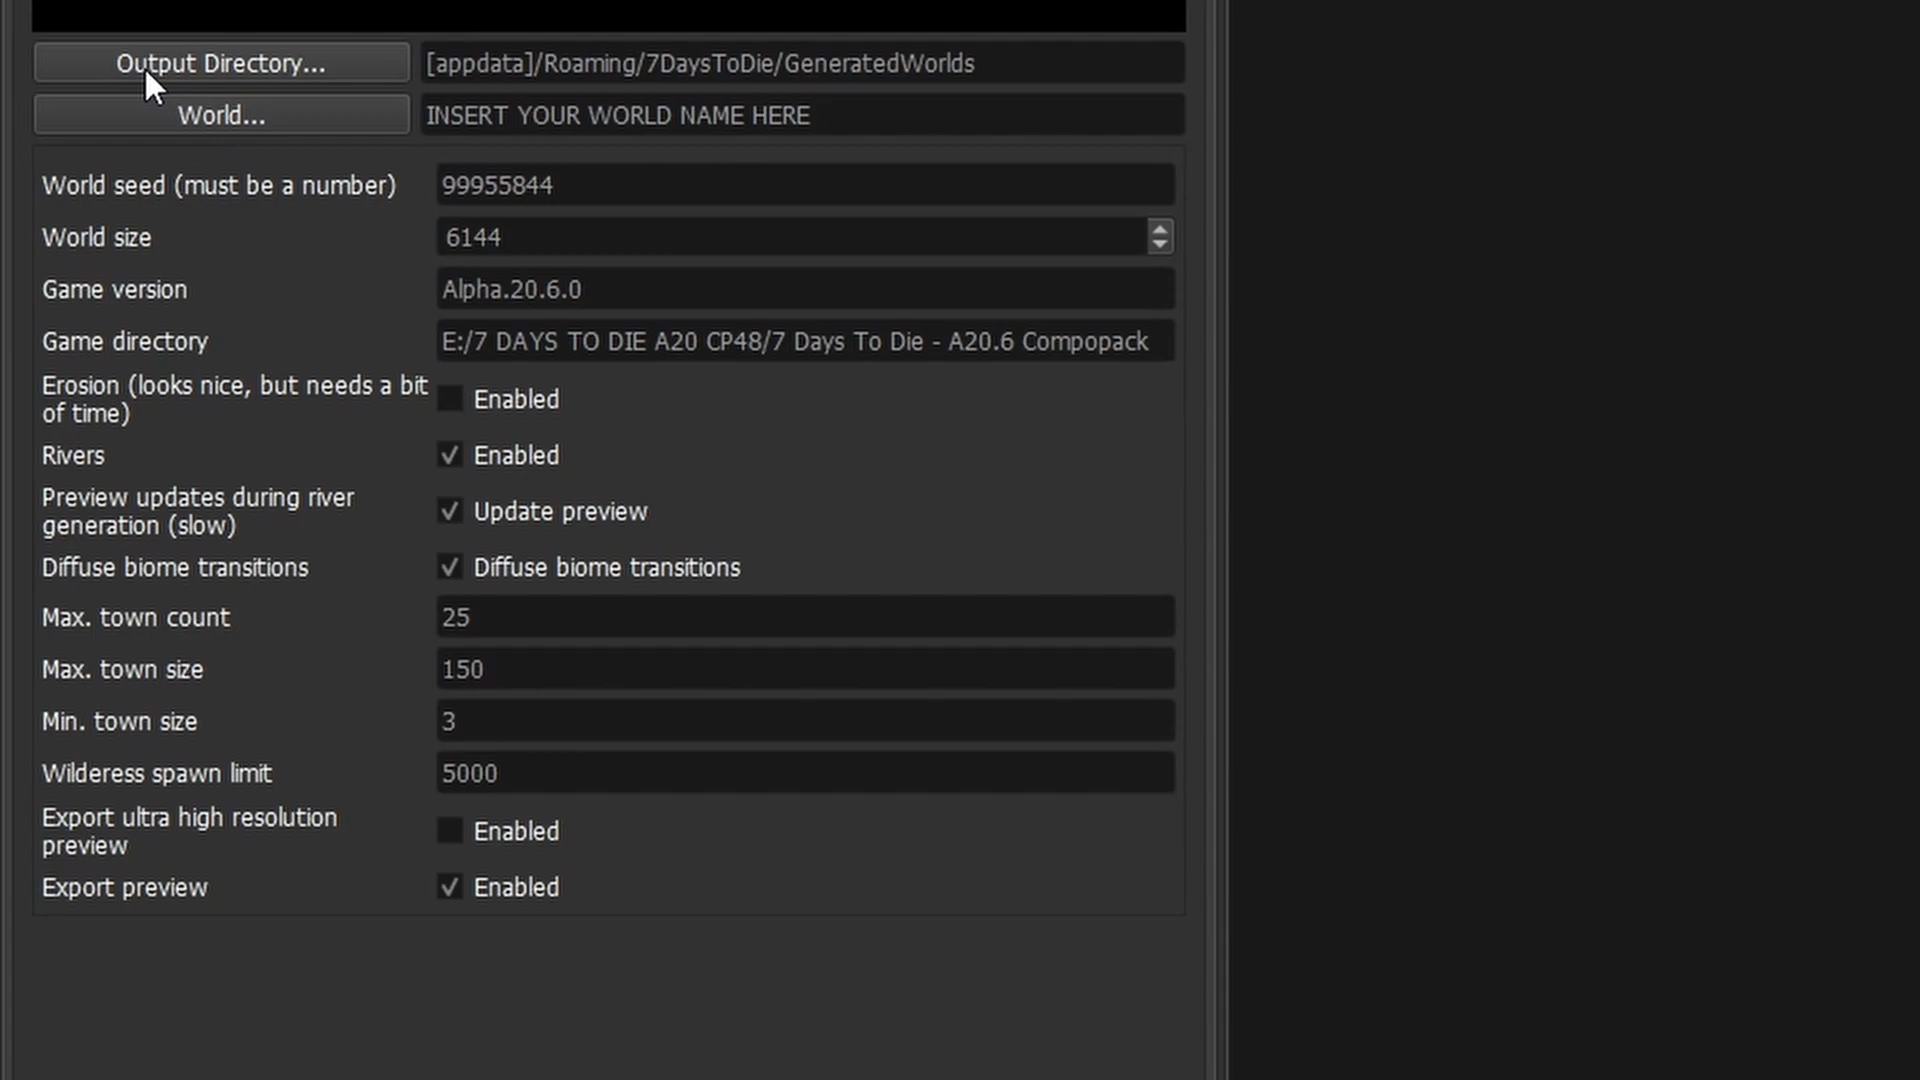 Output Directory... [appdata]/Roaming/7DaysToDie/GeneratedWorlds
World... INSERT YOUR WORLD NAME HERE
World seed (must be a number) 99955844
World size 6144
Game version Alpha.20.6.0
Game directory E:/7 DAYS TO DIE A20 CP48/7 Days To Die - A20.6 Compopack
Erosion (looks nice, but needs a bit
of time) Enabled
Rivers Enabled
Preview updates during river
generation (slow) Update preview
Diffuse biome transitions Diffuse biome transitions
Max. town count 25
Max. town size 150
Min. town size 3
Wilderess spawn limit 5000
Export ultra high resolution
preview Enabled
Export preview Enabled